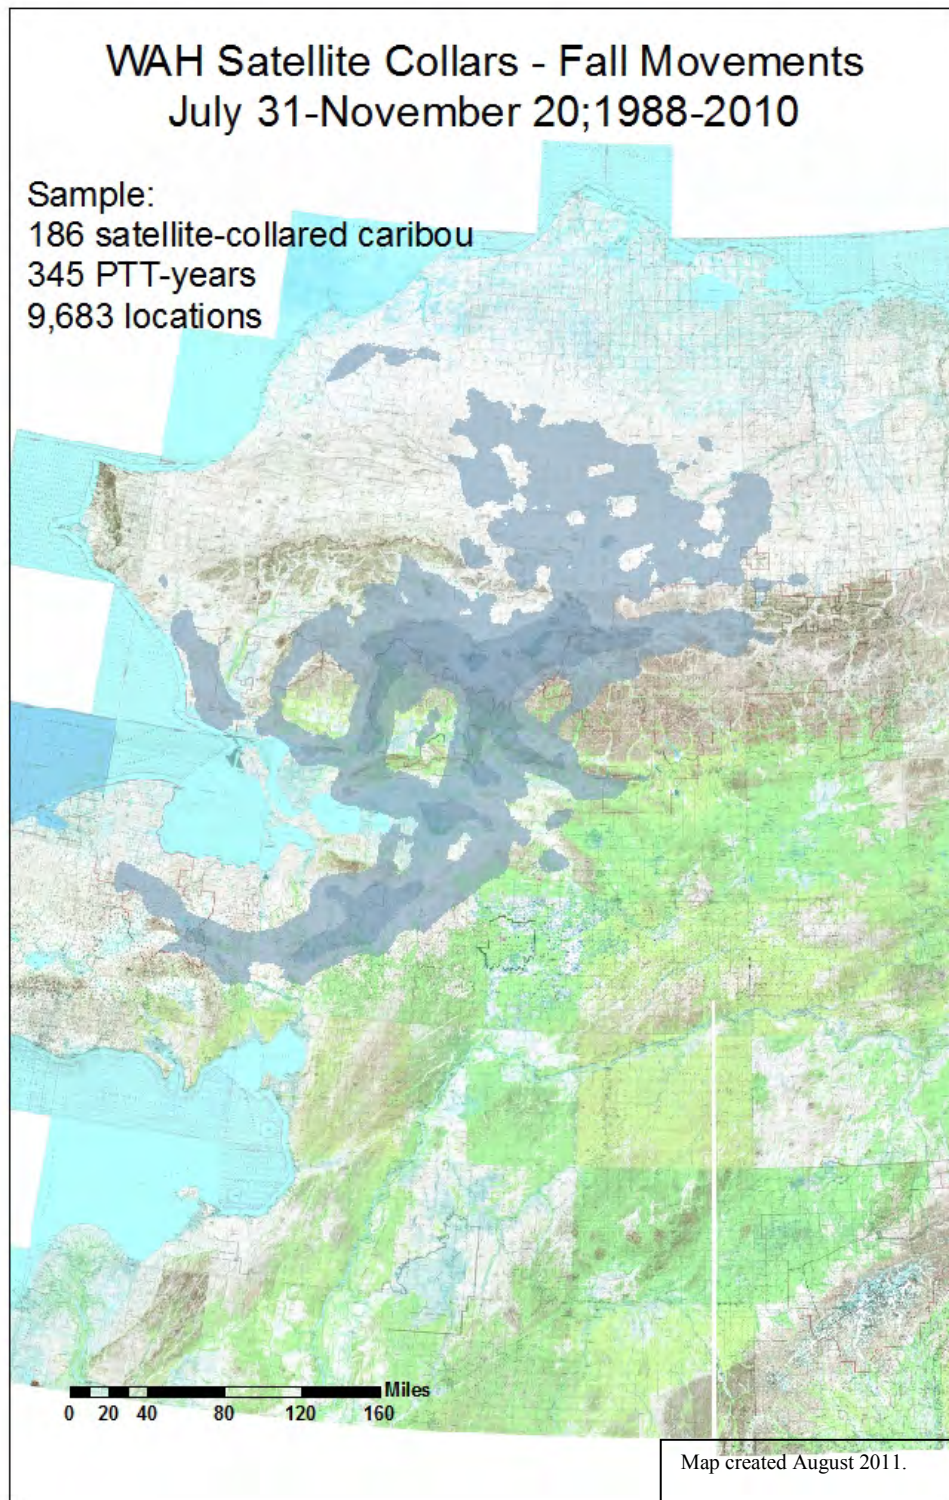 WAH Satellite Collars - Fall Movements
July 31-November 20;1988-2010
Sample:
186 satellite-collared caribou
345 PTT-years
9,683 locations
Miles
0 20 40 80 120 160
Map created August 2011.